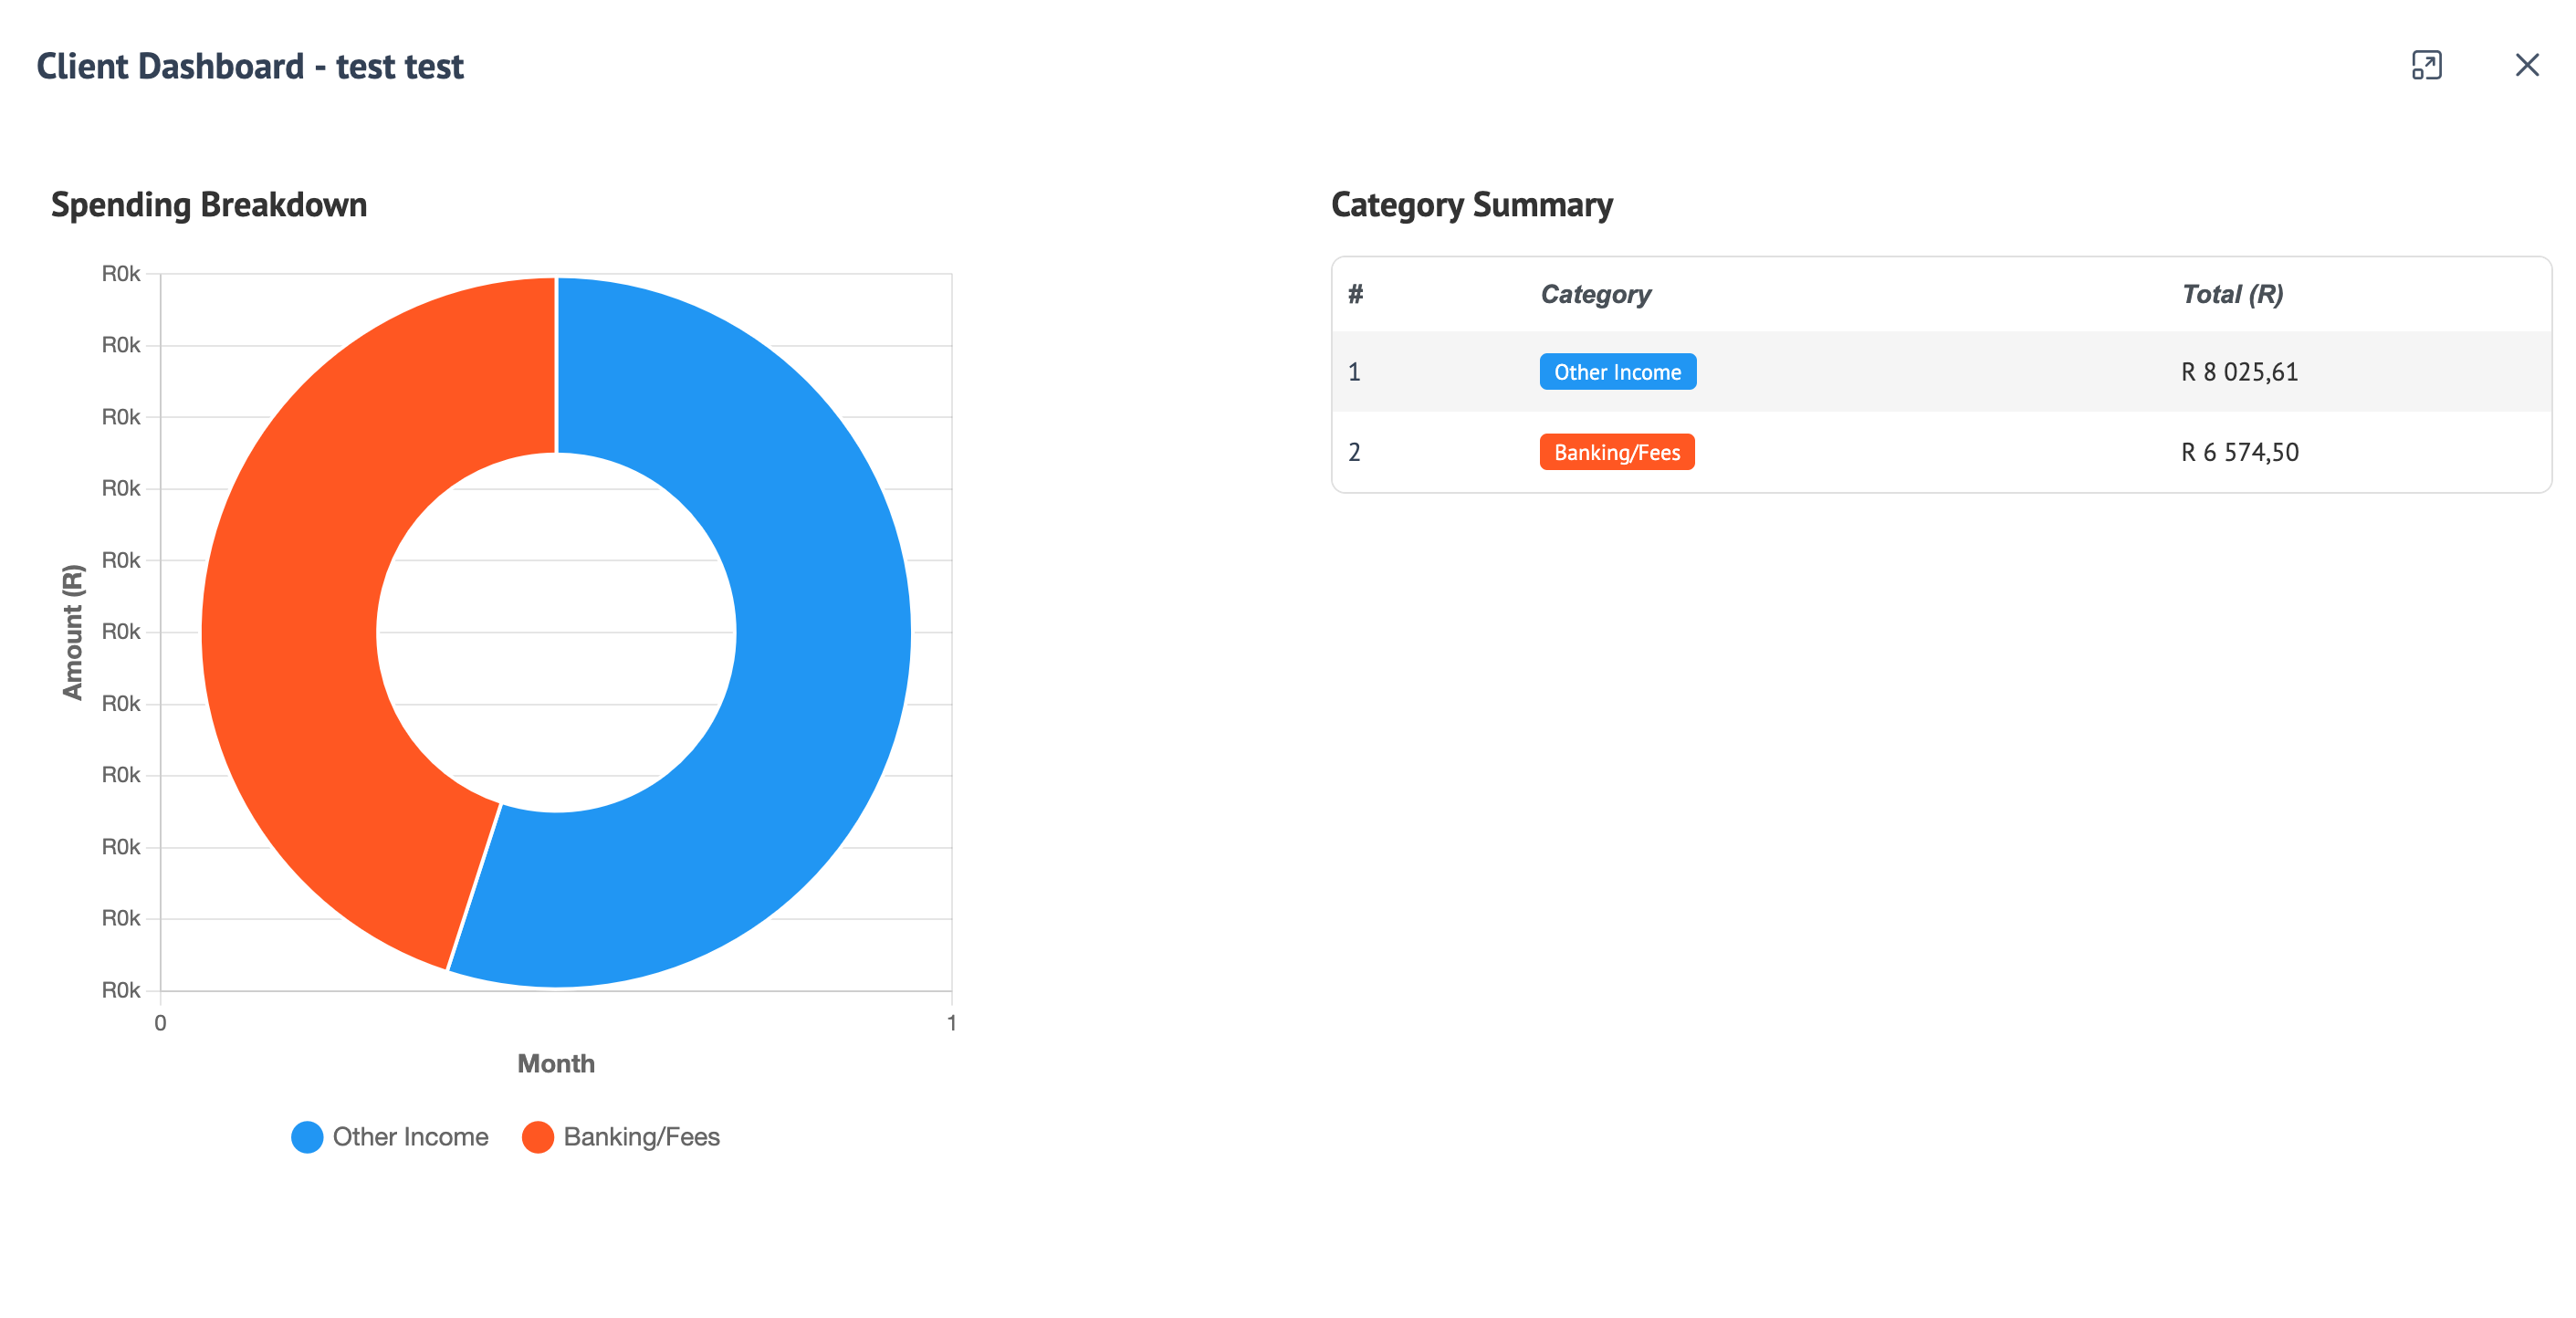 Client Dashboard - test test
Spending Breakdown
R0k
R0k
R0k
R0k
R0k
R0k
R0k
R0k
R0k
R0k
R0k
Amount (R)
0 1
Month
Other Income Banking/Fees
Category Summary
# Category Total (R)
1 Other Income R 8 025,61
2 Banking/Fees R 6 574,50